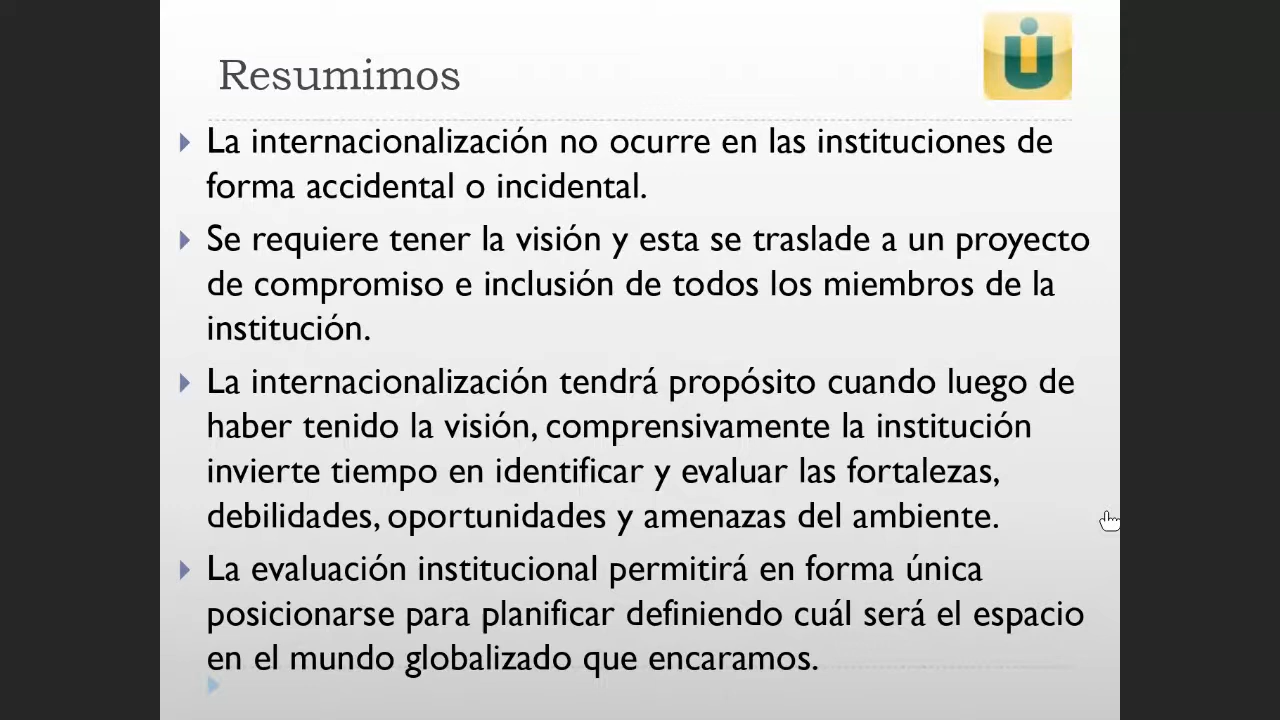 Resumimos
La internacionalización no ocurre en las instituciones de
forma accidental o incidental.
Se requiere tener la visión y esta se traslade a un proyecto
de compromiso e inclusión de todos los miembros de la
institución.
La internacionalización tendrá propósito cuando luego de
haber tenido la visión, comprensivamente la institución
invierte tiempo en identificar y evaluar las fortalezas,
debilidades, oportunidades y amenazas del ambiente.
La evaluación institucional permitirá en forma única
posicionarse para planificar definiendo cuál será el espacio
en el mundo globalizado que encaramos.